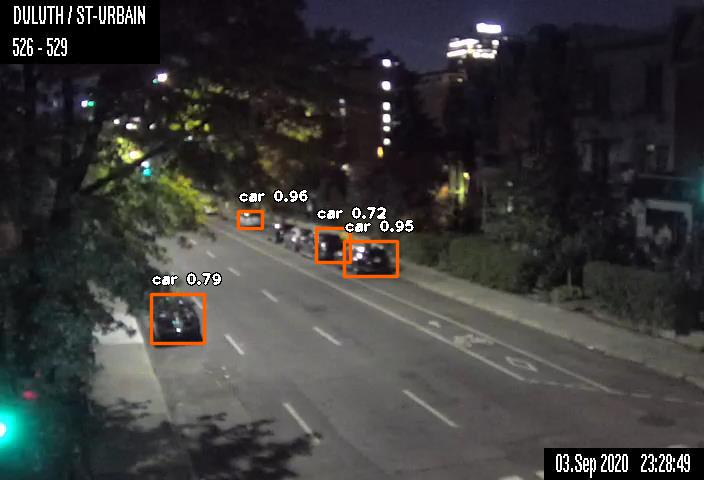 DULUTH / ST-URBAIN
526 - 529
car 0.96
car 0.72
car 0.95
car 0.79
03.Sep 2020 23:28:49